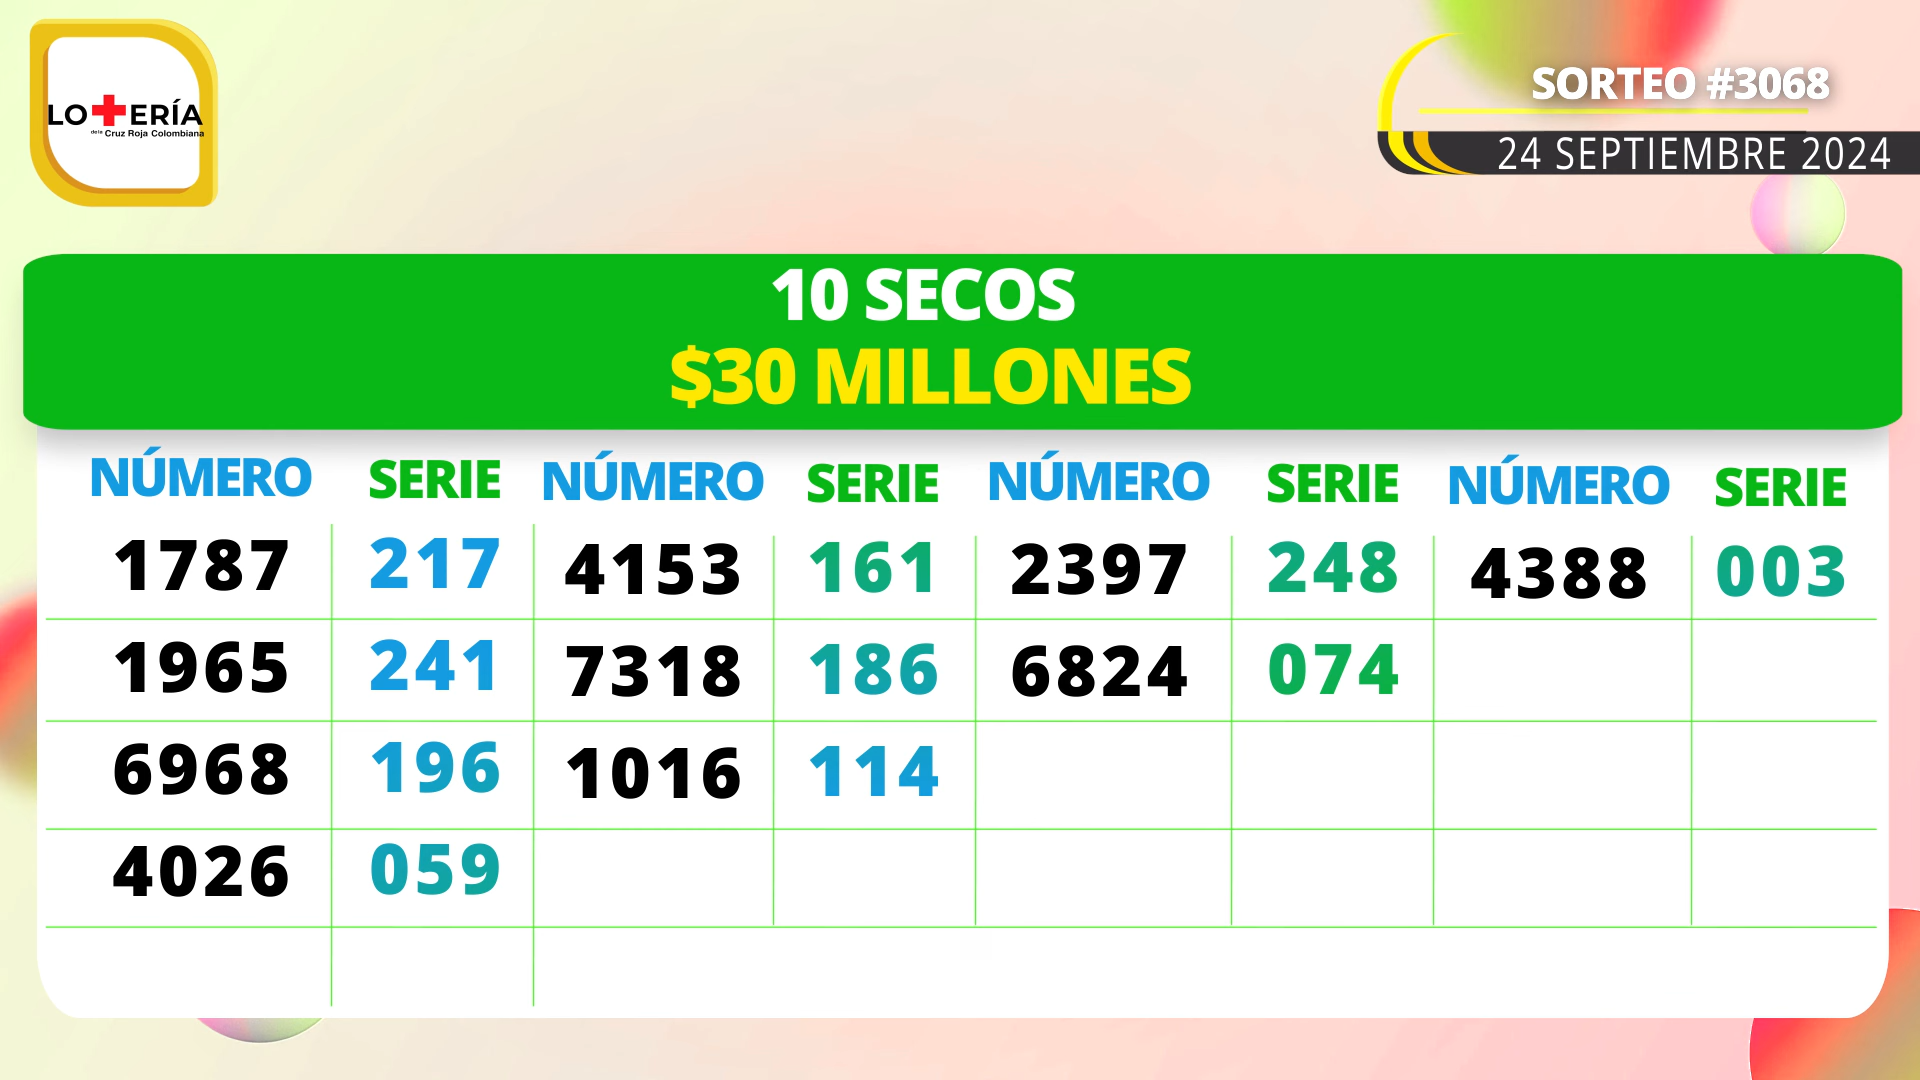 LO+ERÍA
de la Cruz Roja Colombiana
SORTEO #3068
24 SEPTIEMBRE 2024
10 SECOS
$30 MILLONES
NÚMERO SERIE NÚMERO SERIE NÚMERO SERIE NÚMERO SERIE
1787 217 4153 161 2397 248 4388 003
1965 241 7318 186 6824 074
6968 196 1016 114
4026 059